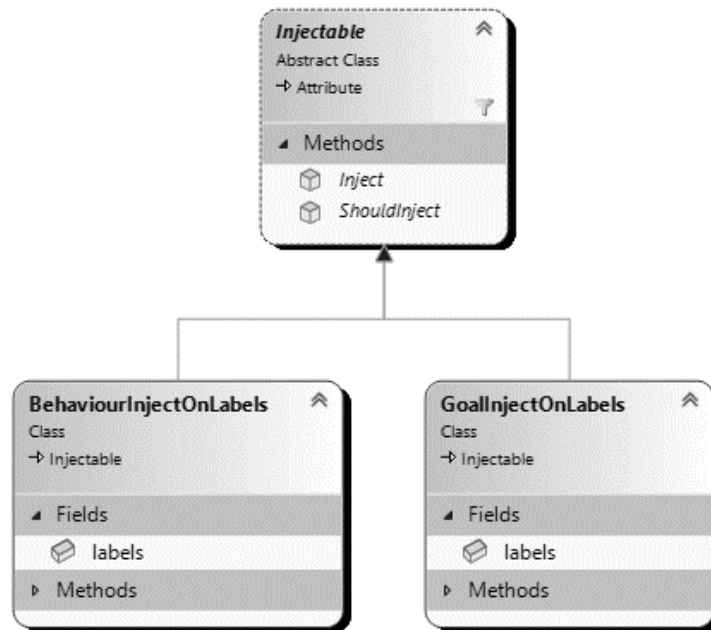 Injectable
Abstract Class
Attribute
Methods
Inject
ShouldInject
BehaviourInjectOnLabels
Class
Injectable
Fields
labels
Methods
GoalInjectOnLabels
Class
Injectable
Fields
labels
Methods